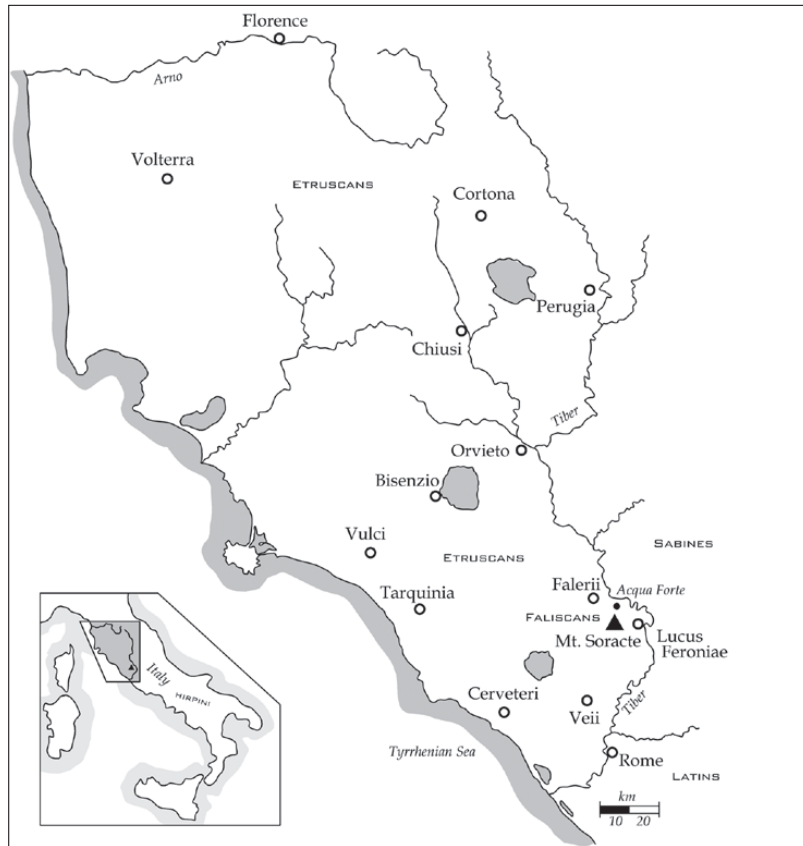 Florence
Arno
Volterra
ETRUSCANS
Cortona
Perugia
Chiusi
Tiber
Orvieto
Bisenzio
SABINES
Vulci
ETRUSCANS
Falerii
Acqua Forte
Tarquinia
FALISCANS
Mt. Soracte
Lucus
Feroniae
Italy
HIRPINI
Cerveteri
Veii
Tiber
Tyrrhenian Sea
Rome
LATINS
km
10 20